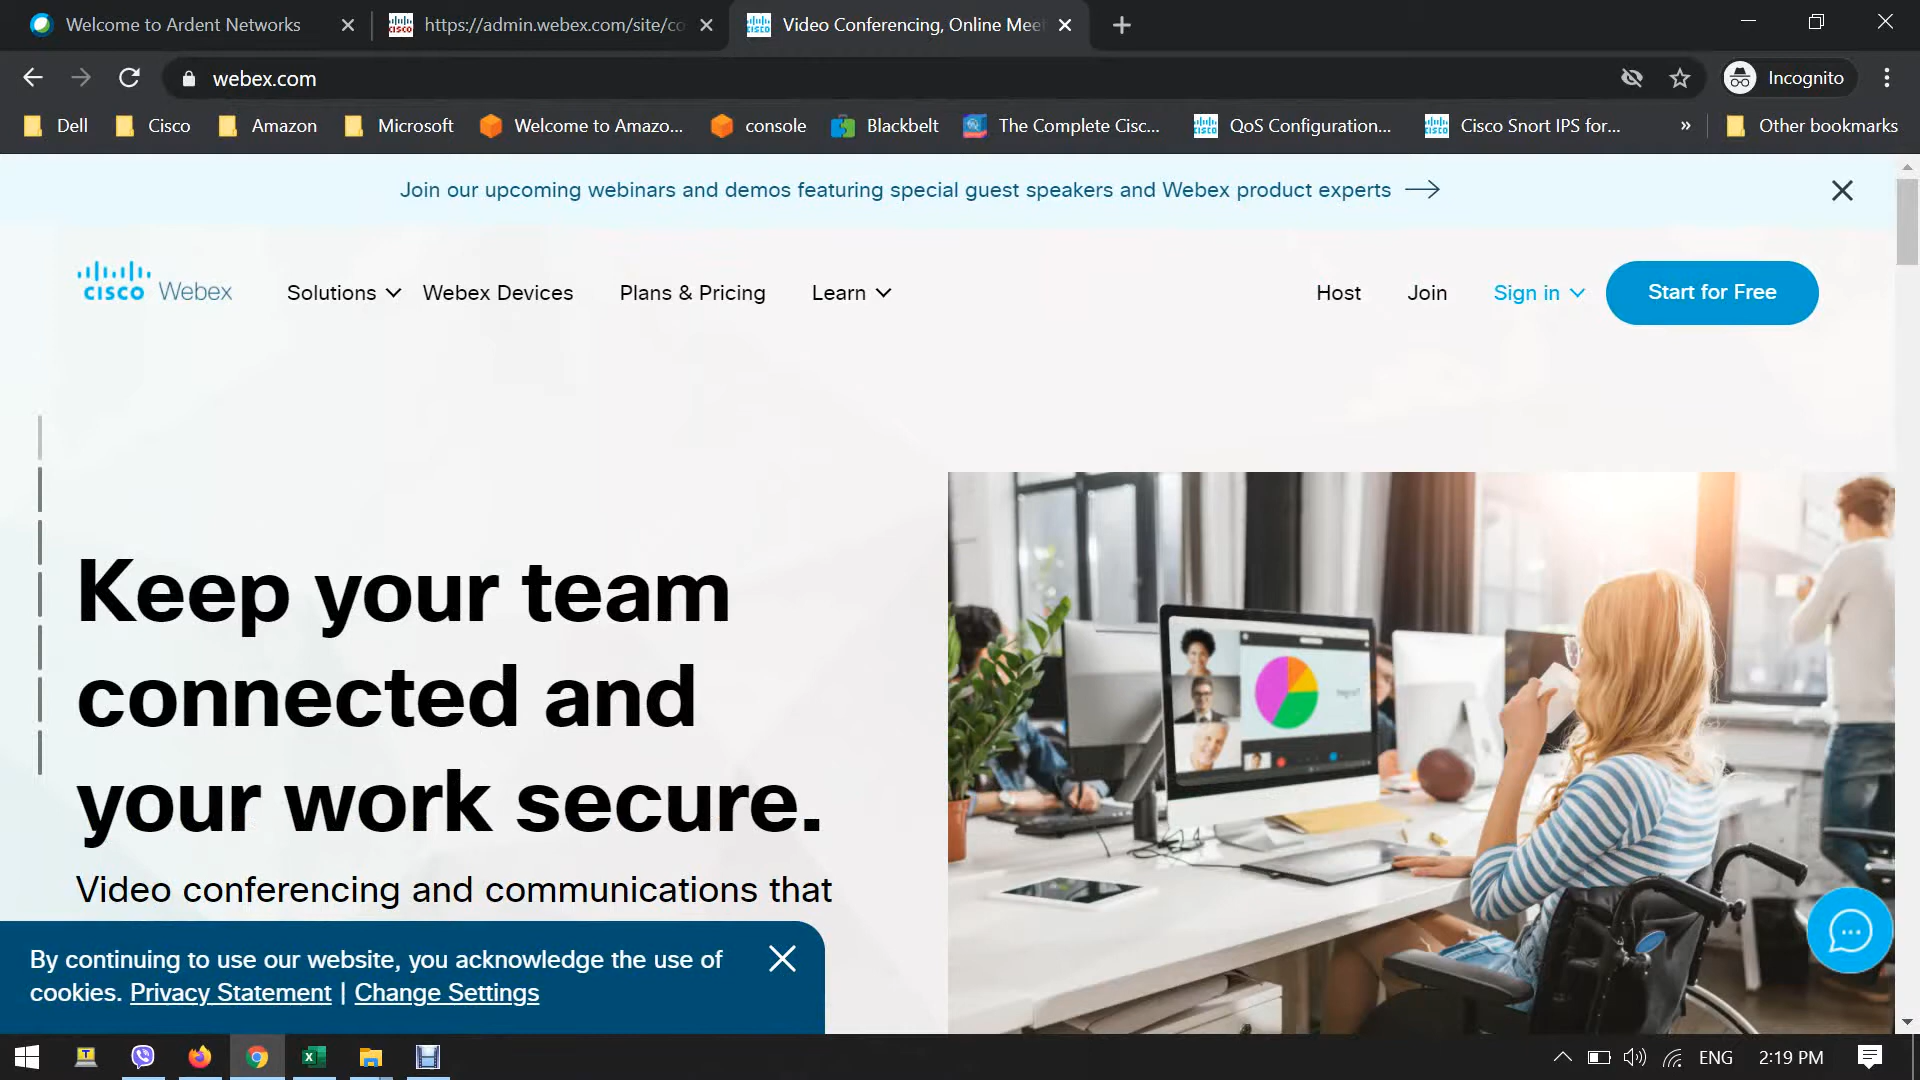 Welcome to Ardent Networks
https://admin.webex.com/site/co
Video Conferencing, Online Meet
webex.com
Incognito
Dell
Cisco
Amazon
Microsoft
Welcome to Amazo...
console
Blackbelt
The Complete Cisc...
QoS Configuration...
Cisco Snort IPS for...
»
Other bookmarks
Join our upcoming webinars and demos featuring special guest speakers and Webex product experts
CISCO Webex
Solutions
Webex Devices
Plans & Pricing
Learn
Host
Join
Sign in
Start for Free
Keep your team
connected and
your work secure.
Video conferencing and communications that
By continuing to use our website, you acknowledge the use of
cookies. Privacy Statement | Change Settings
ENG
2:19 PM